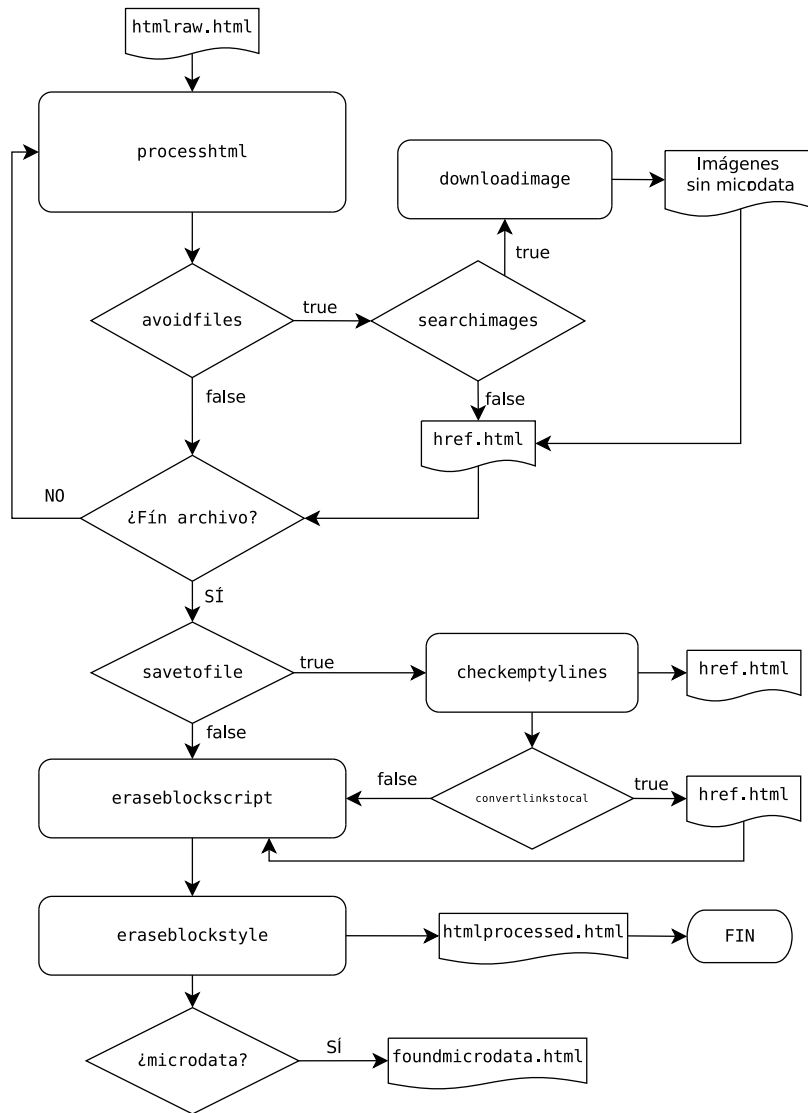 htmlraw.html
processhtml
downloadimage
Imágenes
sin microdata
true
avoidfiles
true
searchimages
false
false
href.html
NO
¿Fín archivo?
SÍ
savetofile
true
checkemptylines
href.html
false
eraseblockscript
false
convertlinkstocal
true
href.html
eraseblockstyle
htmlprocessed.html
FIN
¿microdata?
SÍ
foundmicrodata.html